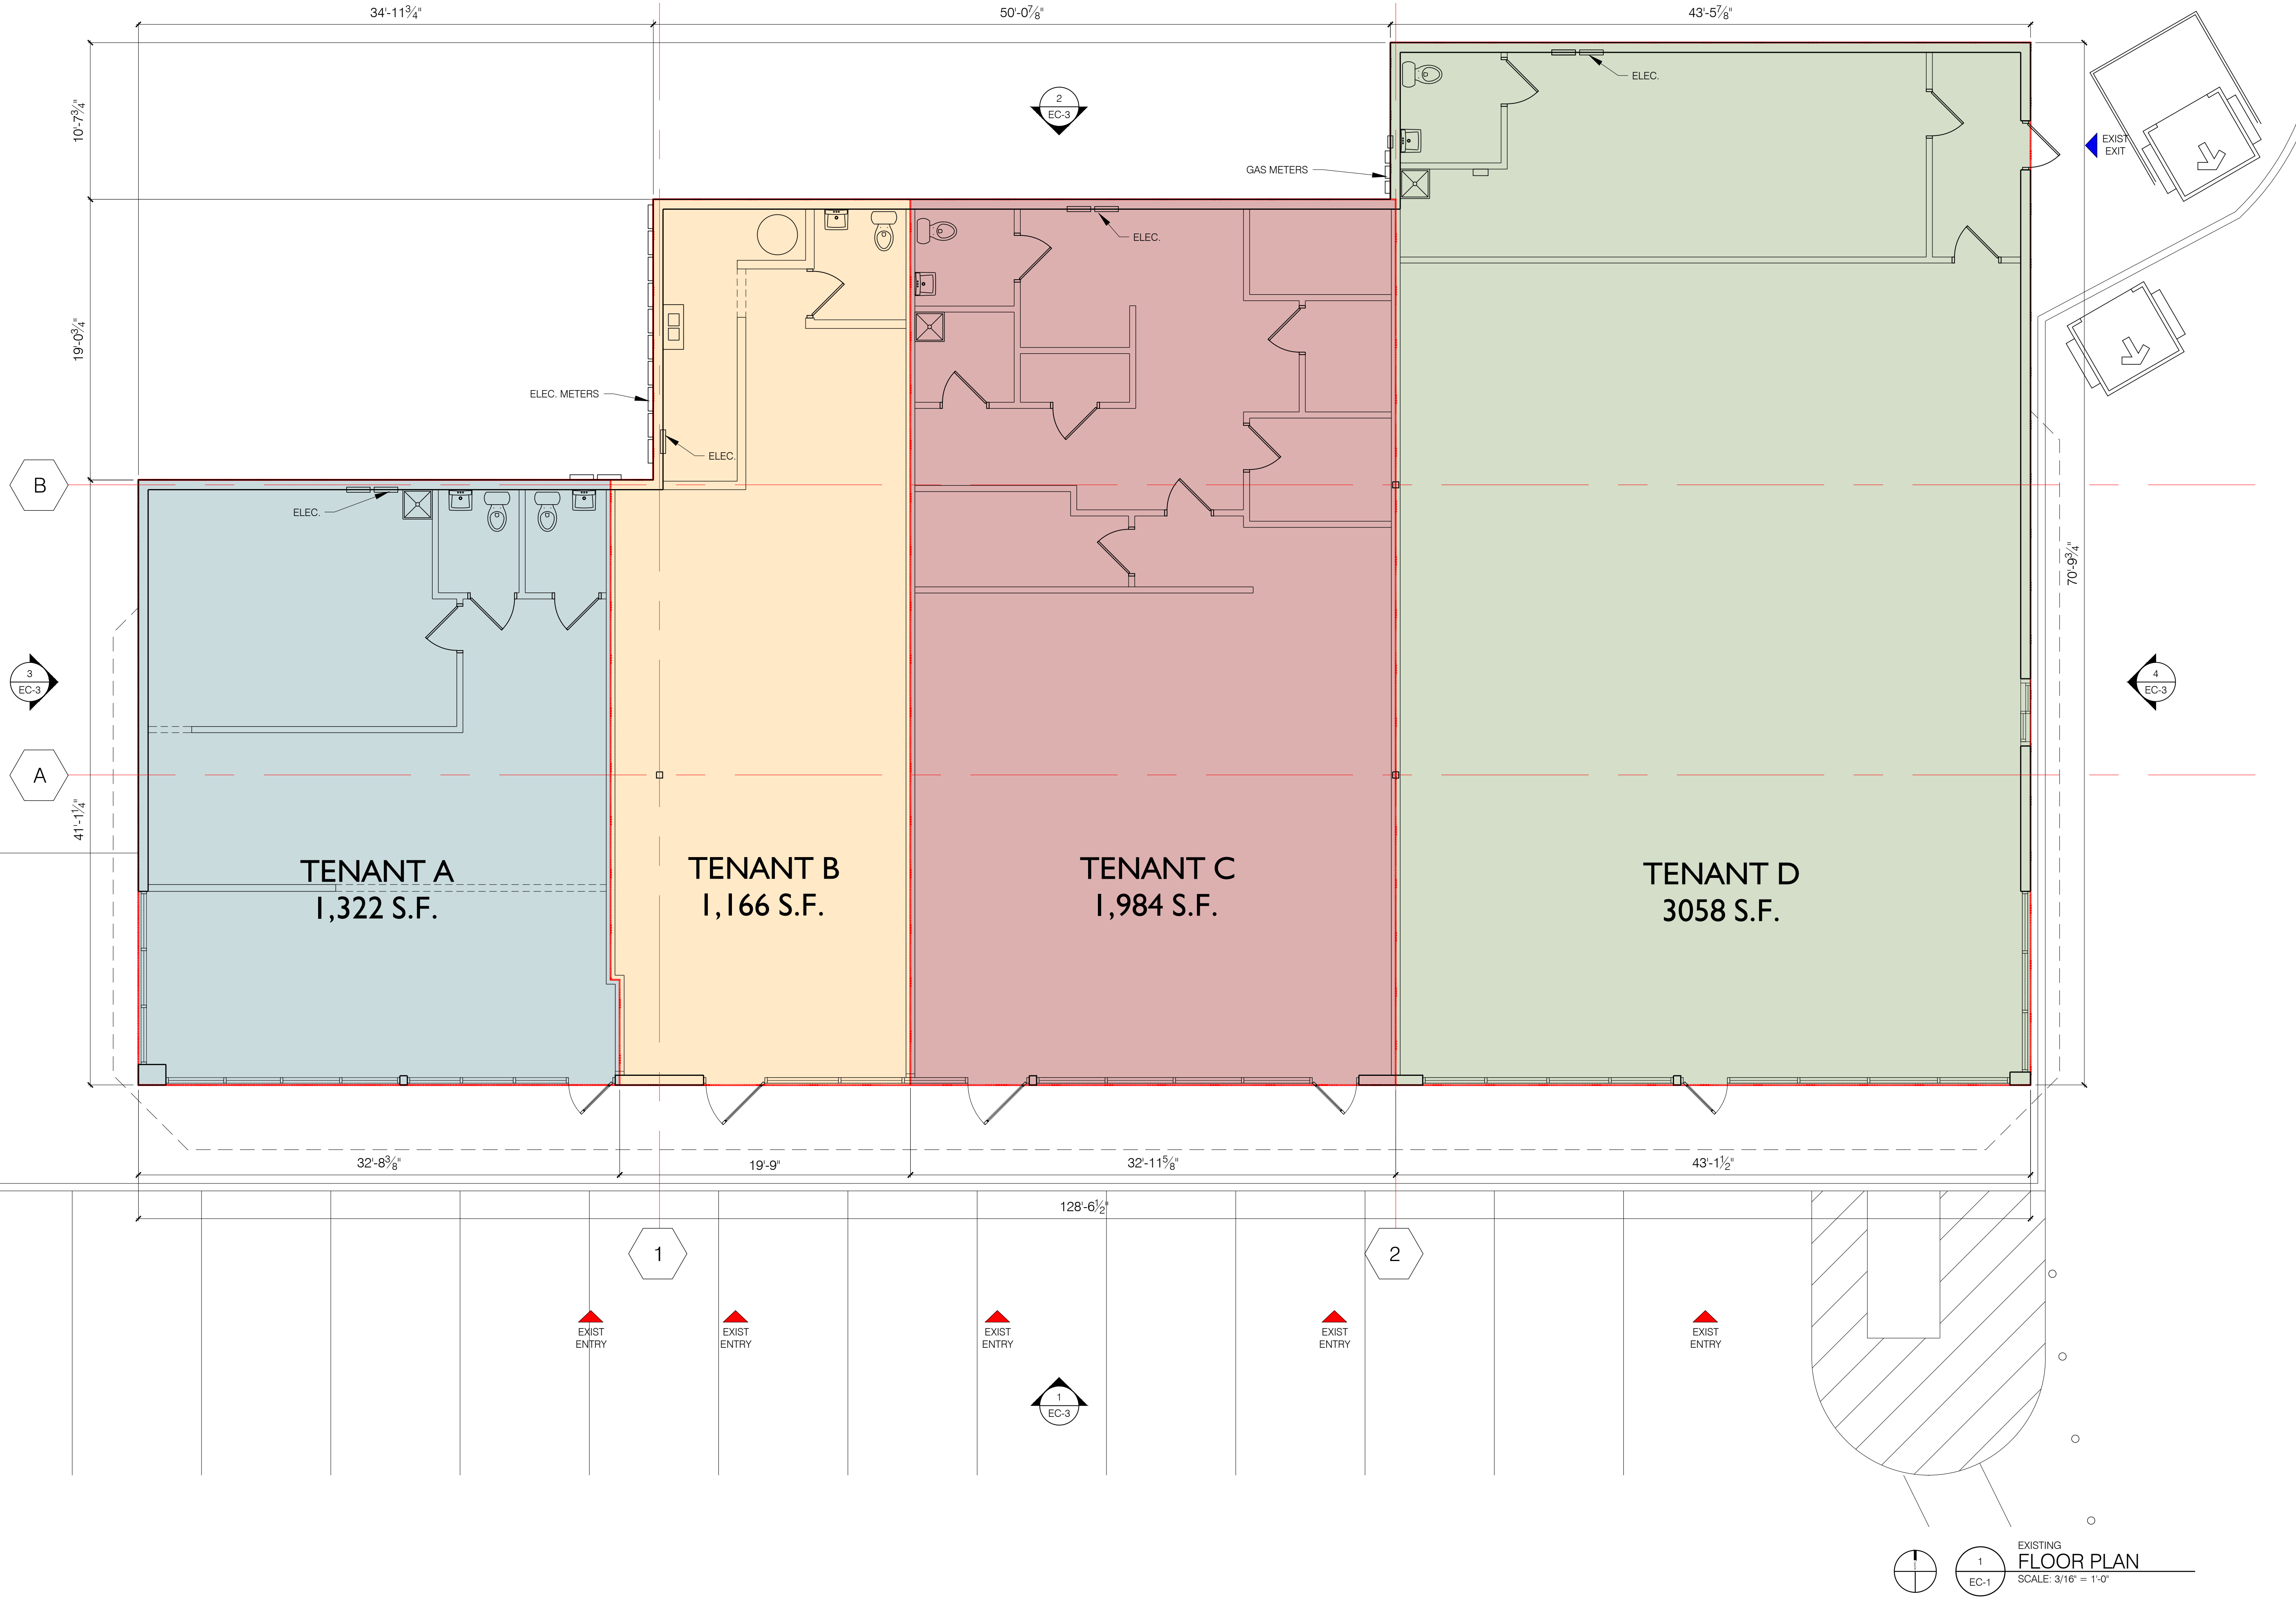 34'-11¾"
50'-0⅞"
43'-5⅞"
10'-7¾"
2
EC-3
ELEC.
EXIST
EXIT
GAS METERS
ELEC.
19'-0¾"
ELEC. METERS
ELEC.
B
ELEC.
70'-9¾"
3
EC-3
4
EC-3
A
41'-1¼"
TENANT A
1,322 S.F.
TENANT B
1,166 S.F.
TENANT C
1,984 S.F.
TENANT D
3058 S.F.
32'-8⅜"
19'-9"
32'-11⅝"
43'-1½"
128'-6½"
1
2
EXIST
ENTRY
EXIST
ENTRY
EXIST
ENTRY
EXIST
ENTRY
EXIST
ENTRY
1
EC-3
1
EC-1
EXISTING
FLOOR PLAN
SCALE: 3/16" = 1'-0"